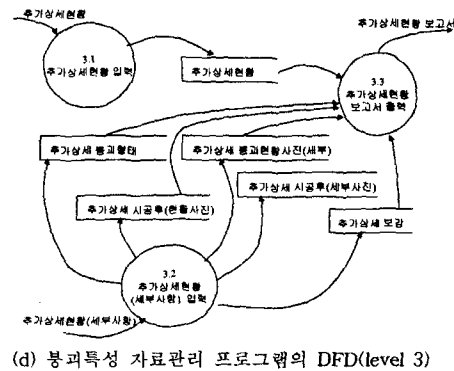 추가상세현황
추가상세현황 보고서
3.1
추가상세현황 입력
추가상세현황
3.3
추가상세현황
보고서 출력
추가상세 붕괴형태
추가상세 붕괴현황사진(세부)
추가상세 시공후(현황사진)
추가상세 시공후(세부사진)
추가상세 보강
3.2
추가상세현황
(세부사항) 입력
추가상세현황(세부사항)
(d) 붕괴특성 자료관리 프로그램의 DFD(level 3)